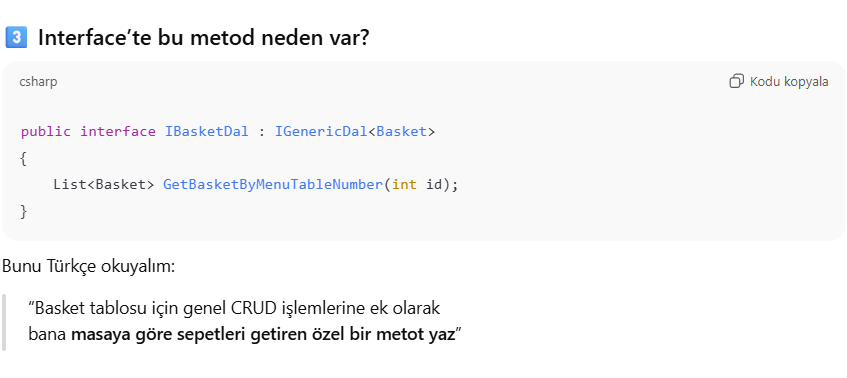 3 Interface’te bu metod neden var?
csharp
Kodu kopyala
public interface IBasketDal : IGenericDal<Basket>
{
    List<Basket> GetBasketByMenuTableNumber(int id);
}
Bunu Türkçe okuyalım:
“Basket tablosu için genel CRUD işlemlerine ek olarak
bana masaya göre sepetleri getiren özel bir metot yaz”